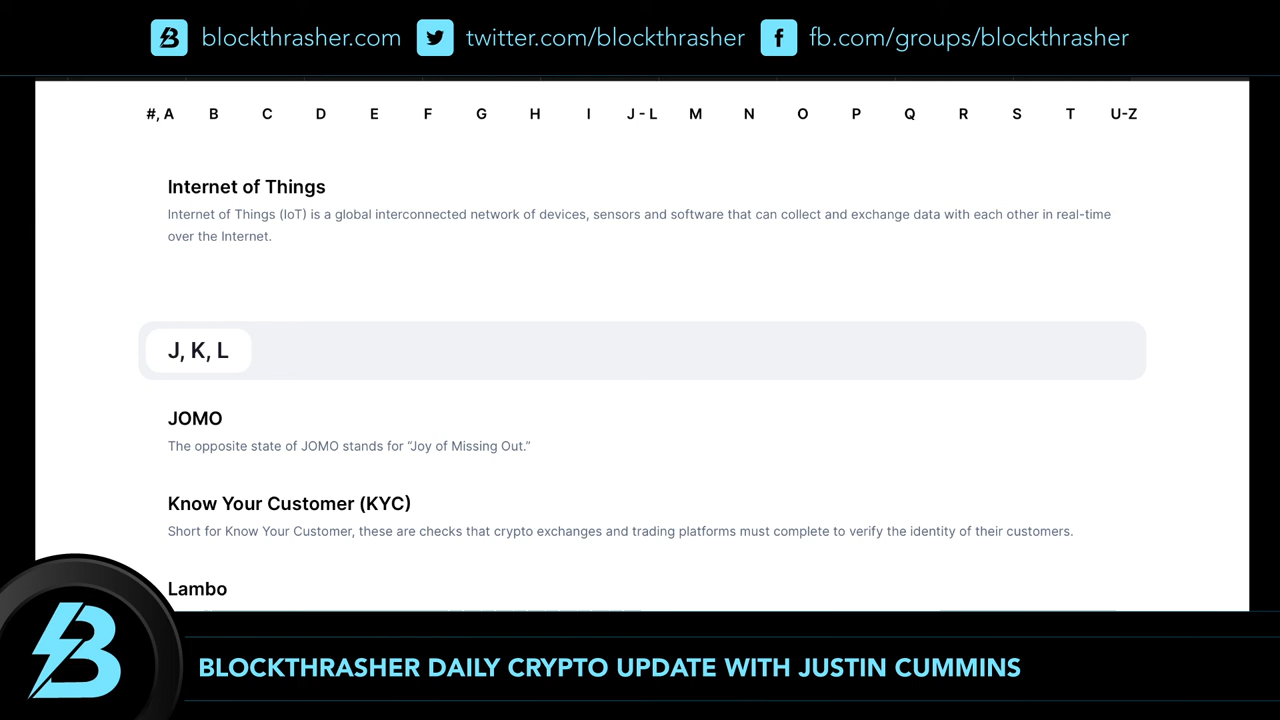 blockthrasher.com twitter.com/blockthrasher fb.com/groups/blockthrasher
#, A B C D E F G H I J - L M N O P Q R S T U-Z
Internet of Things
Internet of Things (IoT) is a global interconnected network of devices, sensors and software that can collect and exchange data with each other in real-time
over the Internet.
J, K, L
JOMO
The opposite state of JOMO stands for “Joy of Missing Out.”
Know Your Customer (KYC)
Short for Know Your Customer, these are checks that crypto exchanges and trading platforms must complete to verify the identity of their customers.
Lambo
BLOCKTHRASHER DAILY CRYPTO UPDATE WITH JUSTIN CUMMINS